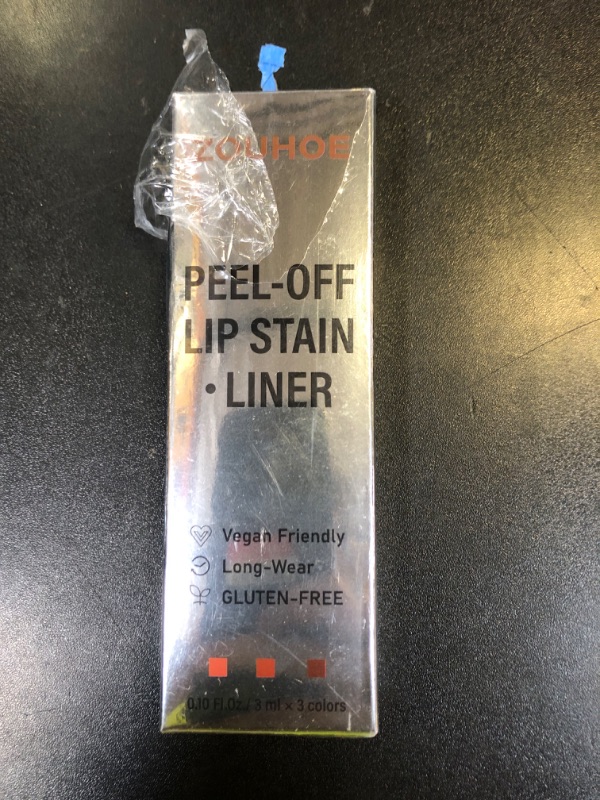 ZOUHOE
PEEL-OFF
LIP STAIN
• LINER
Vegan Friendly
Long-Wear
GLUTEN-FREE
0.10 Fl.Oz./ 3 ml × 3 colors